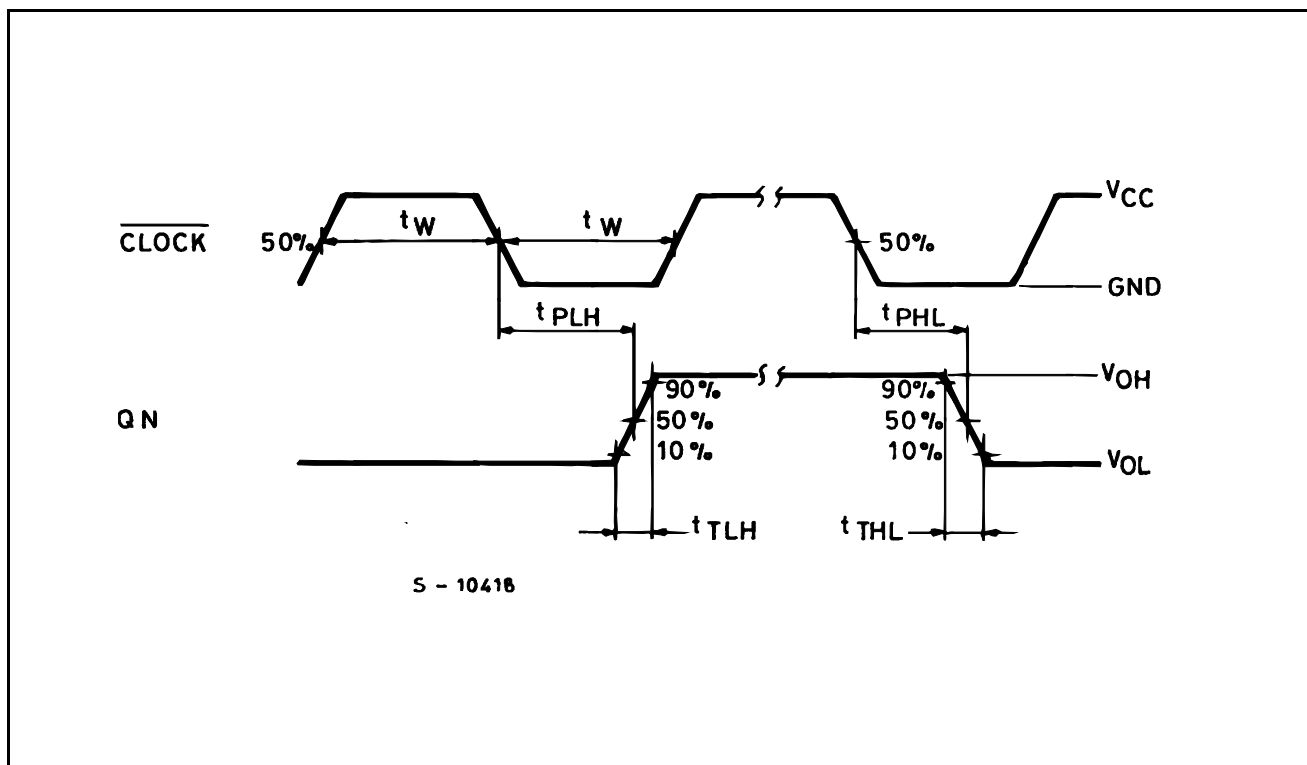 VCC
tW tW
CLOCK 50% 50%
GND
tPLH tPHL
VOH
90% 90%
QN 50% 50%
10% 10%
VOL
tTLH tTHL
S - 10418